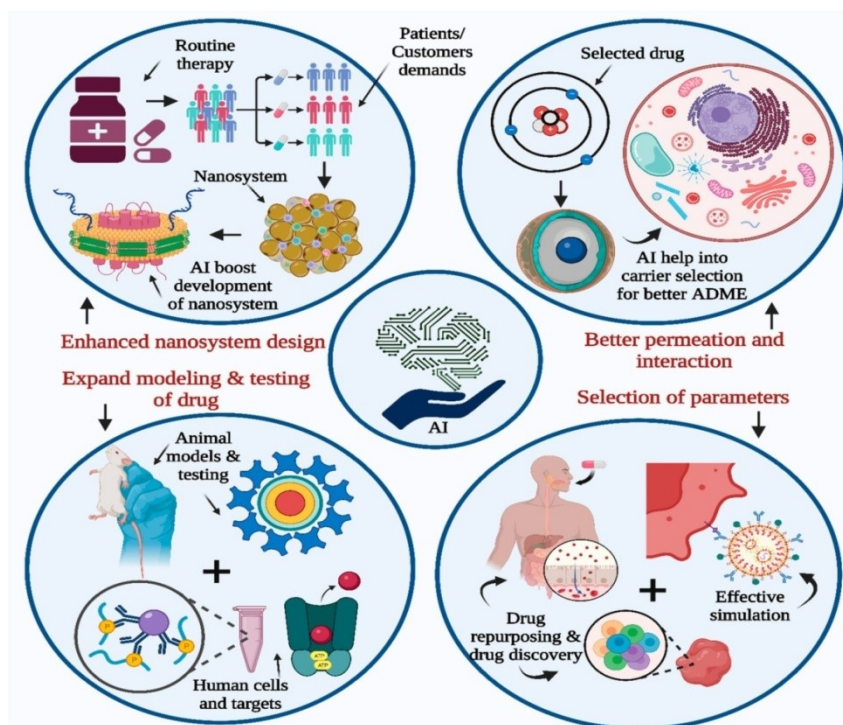 Routine
therapy
Patients/
Customers
demands
Nanosystem
AI boost
development
of nanosystem
Selected drug
AI help into
carrier selection
for better ADME
Enhanced nanosystem design
Expand modeling & testing
of drug
AI
Better permeation and
interaction
Selection of parameters
Animal
models &
testing
+
P
P
P
ATP
ATP
Human cells
and targets
+
Drug
repurposing &
drug discovery
Effective
simulation